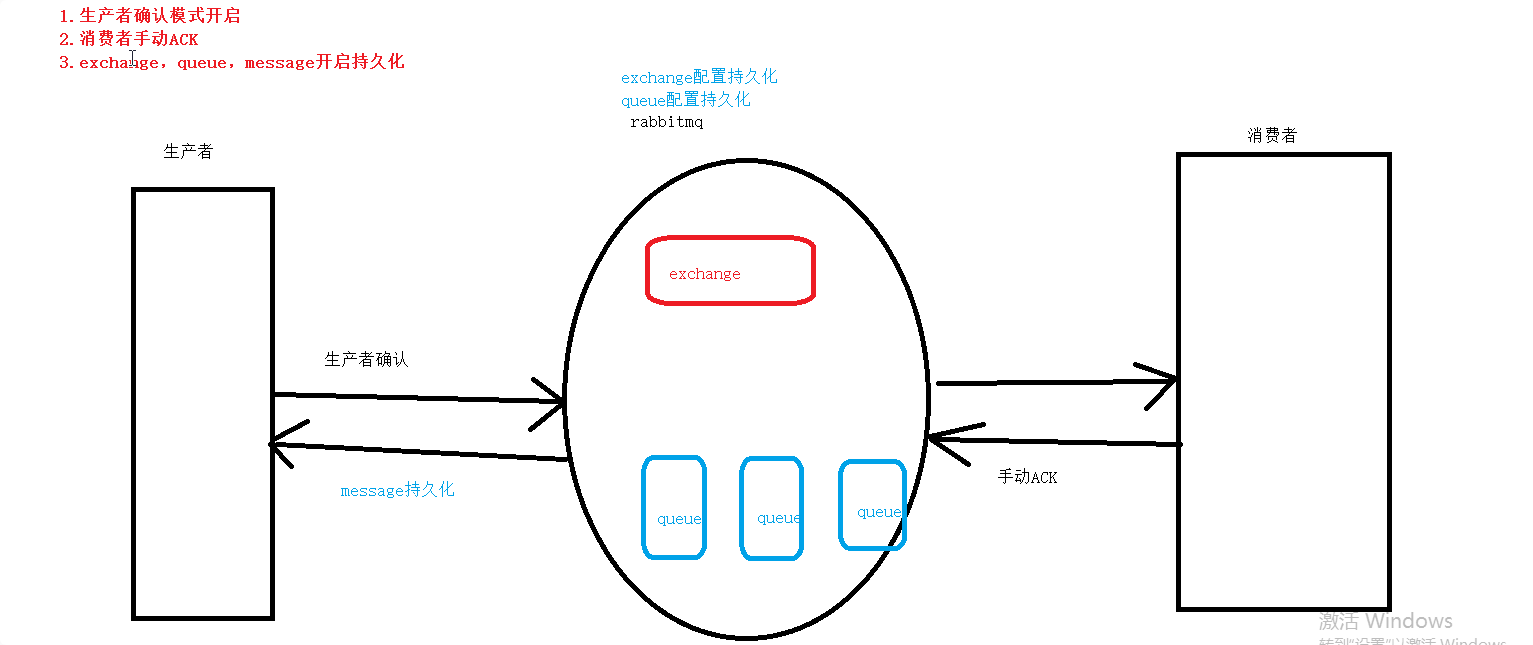 1.生产者确认模式开启
2.消费者手动ACK
3.exchange，queue，message开启持久化
exchange配置持久化
queue配置持久化
rabbitmq
生产者
消费者
exchange
生产者确认
message持久化
手动ACK
queue
queue
queue
激活 Windows
转到"设置"以激活 Windows